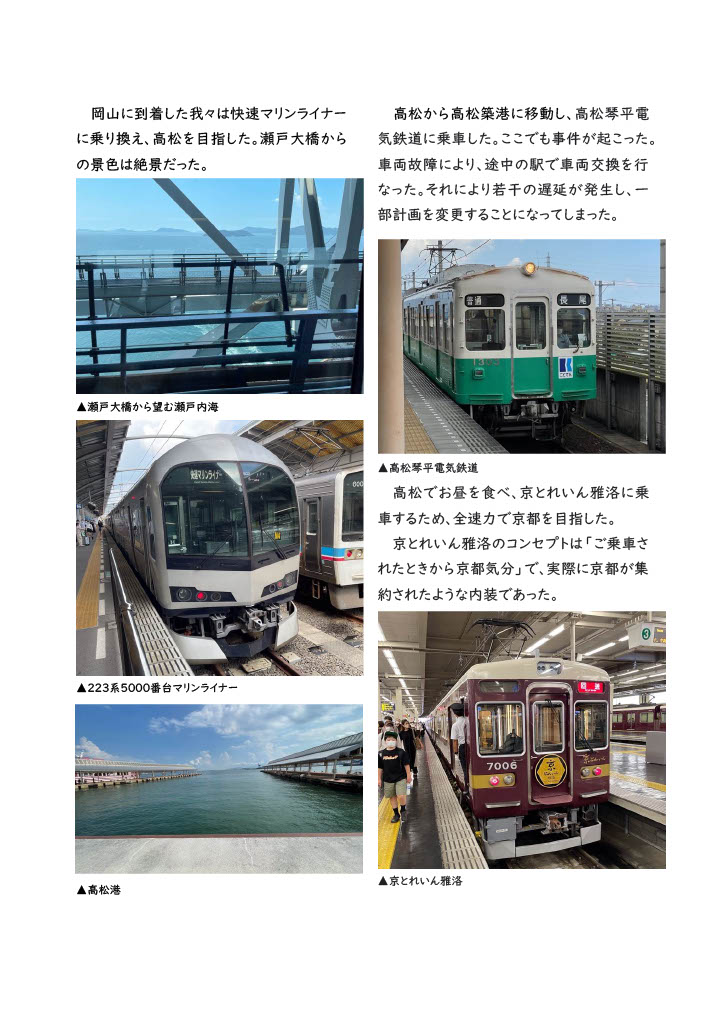 岡山に到着した我々は快速マリンライナー
に乗り換え、高松を目指した。瀬戸大橋から
の景色は絶景だった。
▲瀬戸大橋から望む瀬戸内海
快速マリンライナー
▲223系5000番台マリンライナー
▲高松港
高松から高松築港に移動し、高松琴平電
気鉄道に乗車した。ここでも事件が起こった。
車両故障により、途中の駅で車両交換を行
なった。それにより若干の遅延が発生し、一
部計画を変更することになってしまった。
普通
長尾
ことでん
▲高松琴平電気鉄道
高松でお昼を食べ、京とれいん雅洛に乗
車するため、全速力で京都を目指した。
京とれいん雅洛のコンセプトは「ご乗車さ
れたときから京都気分」で、実際に京都が集
約されたような内装であった。
3
回送
7006
▲京とれいん雅洛